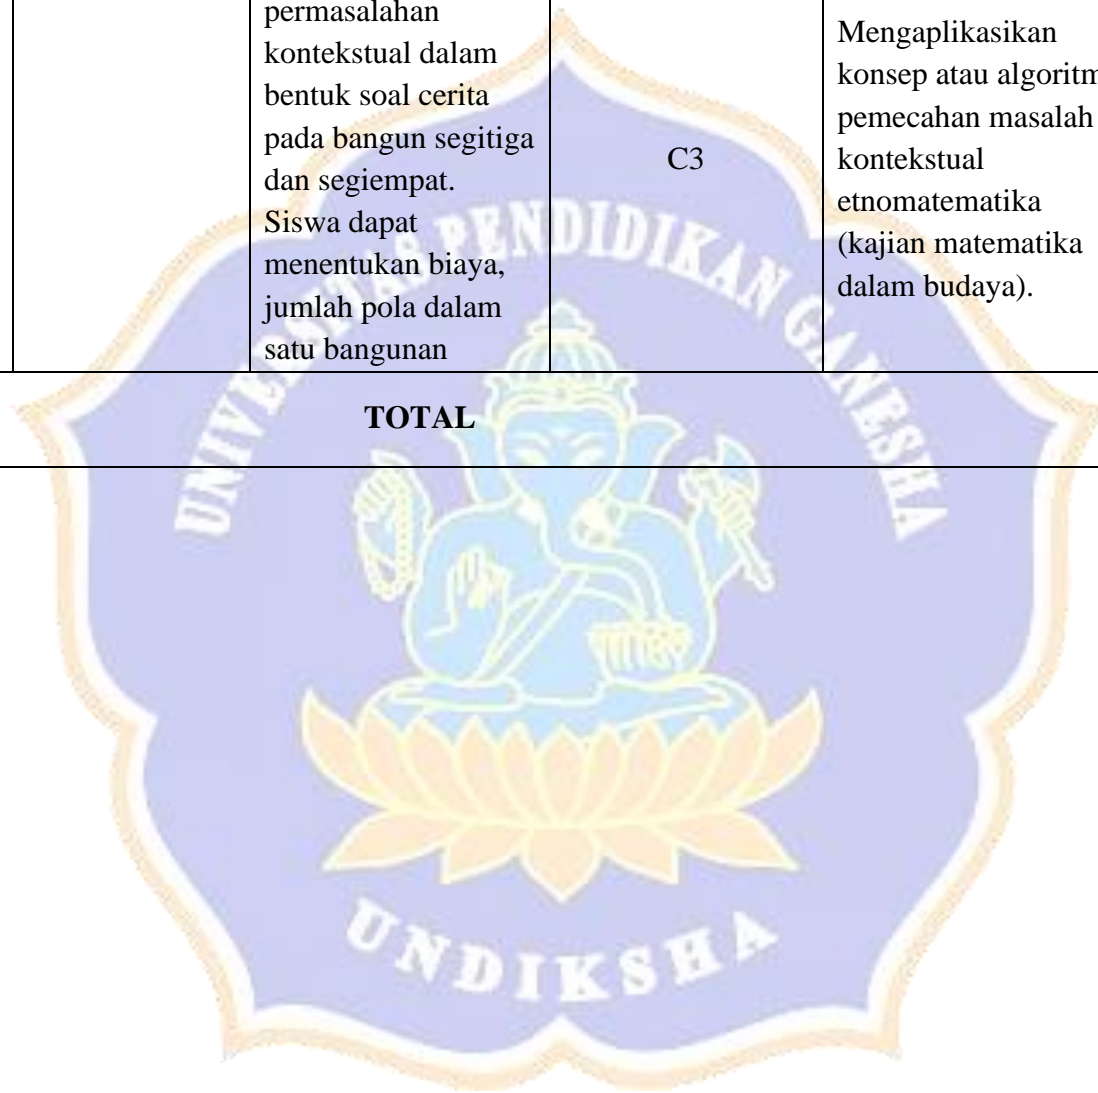 permasalahan
kontekstual dalam
bentuk soal cerita
pada bangun segitiga
dan segiempat.
Siswa dapat
menentukan biaya,
jumlah pola dalam
satu bangunan
C3
Mengaplikasikan
konsep atau
pemecahan masalah
kontekstual
etnomatematika
(kajian matematika
dalam budaya).
TOTAL
UNIVERSITAS PENDIDIKAN GANESHA
UNDIKSHA